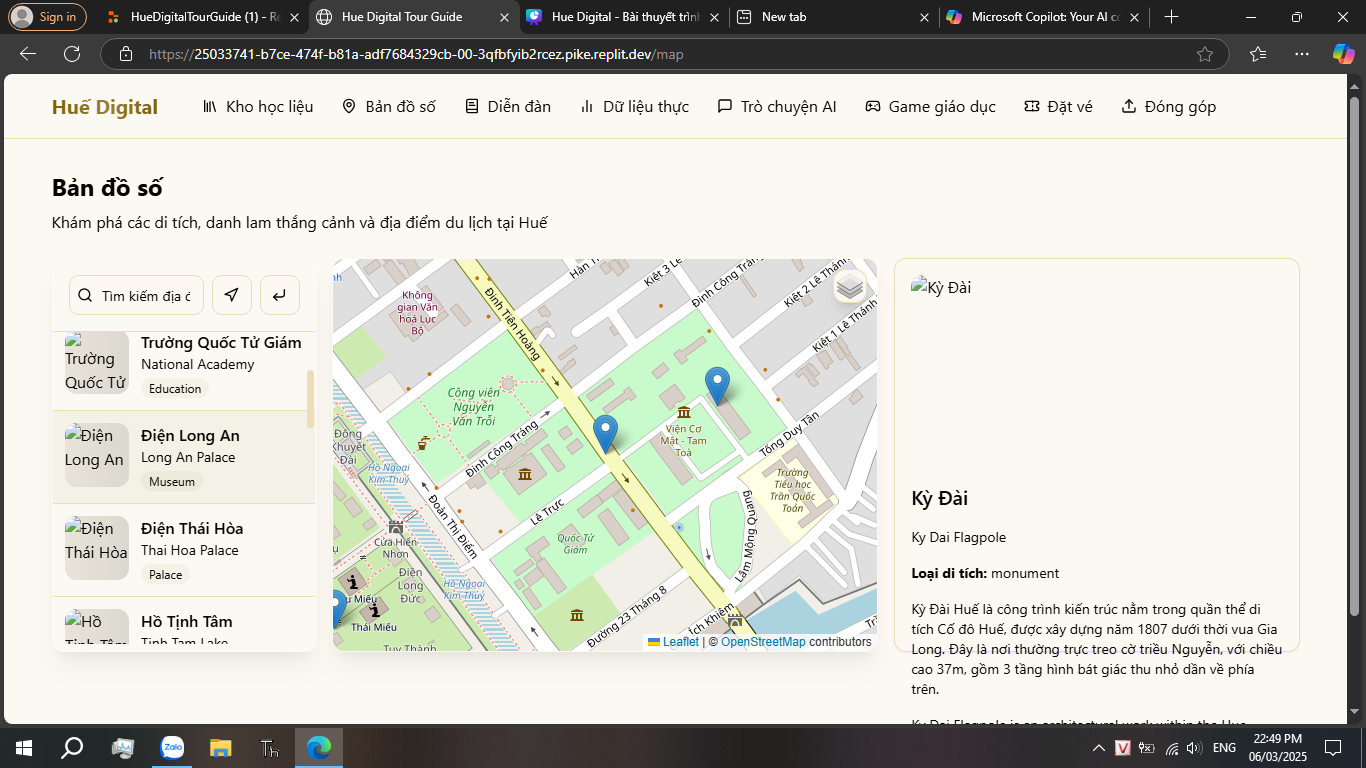 Sign in
HueDigitalTourGuide (1) - Re
Hue Digital Tour Guide
Hue Digital - Bài thuyết trình
New tab
Microsoft Copilot: Your AI co
https://25033741-b7ce-474f-b81a-adf7684329cb-00-3qfbfyib2rcez.pike.replit.dev/map
Huế Digital
Kho học liệu
Bản đồ số
Diễn đàn
Dữ liệu thực
Trò chuyện AI
Game giáo dục
Đặt vé
Đóng góp
Bản đồ số
Khám phá các di tích, danh lam thắng cảnh và địa điểm du lịch tại Huế
Tìm kiếm địa
Trường
Quốc Tử
Trường Quốc Tử Giám
National Academy
Education
Điện
Long An
Điện Long An
Long An Palace
Museum
Điện
Thái Hòa
Điện Thái Hòa
Thai Hoa Palace
Palace
Hồ
Tịnh Tâm
Hồ Tịnh Tâm
Tinh Tam Lake
Không
gian Văn
hoá Lục
Bộ
Đinh Tiên Hoàng
Kiệt 3 Lê Thánh
Đinh Công Tráng
Kiệt 2 Lê Thánh
Kiệt 1 Lê Thánh
Công viên
Nguyễn
Văn Trỗi
Viện Cơ
Mật - Tam
Toà
Tống Duy Tân
Đinh Công Tráng
Đông
Khuyết
Đài
Hồ Ngoại
Kim Thuỷ
Trường
Tiểu học
Trần Quốc
Toản
Lê Trực
Đoàn Thị Điểm
Lâm Mộng Quang
Quốc Tử
Giám
Cửa Hiển
Nhơn
Điện
Long
Đức
Hồ Ngoại
Kim Thuỷ
u Miếu
Thái Miếu
Đường 23 Tháng 8
ích Khiêm
Tuy Thành
Leaflet | © OpenStreetMap contributors
Kỳ Đài
Kỳ Đài
Ky Dai Flagpole
Loại di tích: monument
Kỳ Đài Huế là công trình kiến trúc nằm trong quần thể di
tích Cố đô Huế, được xây dựng năm 1807 dưới thời vua Gia
Long. Đây là nơi thường trực treo cờ triều Nguyễn, với chiều
cao 37m, gồm 3 tầng hình bát giác thu nhỏ dần về phía
trên.
Ky Dai Flagpole is an architectural work within the Hue
Zalo
Th
V
ENG
22:49 PM
06/03/2025